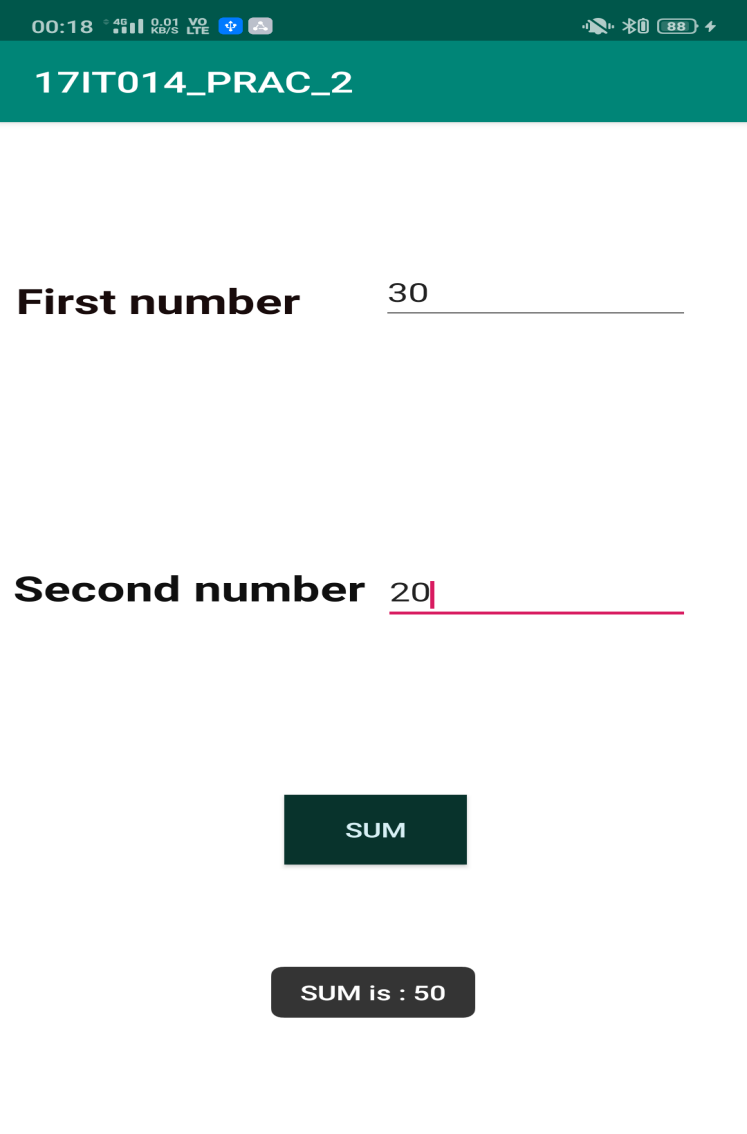 00:18 4G 0.01 KB/S VO LTE 88
17IT014_PRAC_2
First number 30
Second number 20
SUM
SUM is : 50